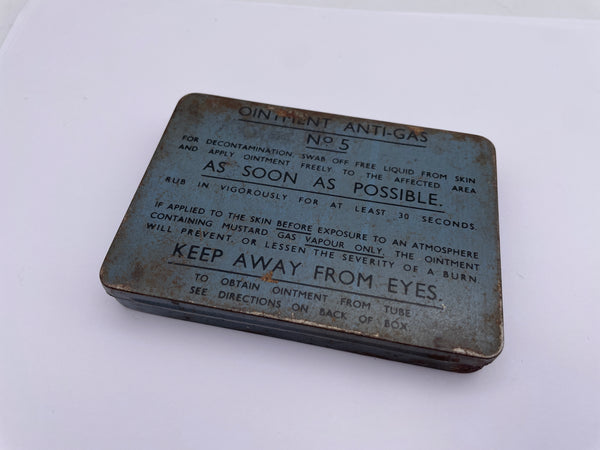 OINTMENT ANTI-GAS
Nº 5
FOR DECONTAMINATION SWAB OFF FREE LIQUID FROM SKIN
AND APPLY OINTMENT FREELY TO THE AFFECTED AREA
AS SOON AS POSSIBLE.
RUB IN VIGOROUSLY FOR AT LEAST 30 SECONDS.
IF APPLIED TO THE SKIN BEFORE EXPOSURE TO AN ATMOSPHERE
CONTAINING MUSTARD GAS VAPOUR ONLY, THE OINTMENT
WILL PREVENT, OR LESSEN THE SEVERITY OF A BURN.
KEEP AWAY FROM EYES.
TO OBTAIN OINTMENT FROM TUBE
SEE DIRECTIONS ON BACK OF BOX.